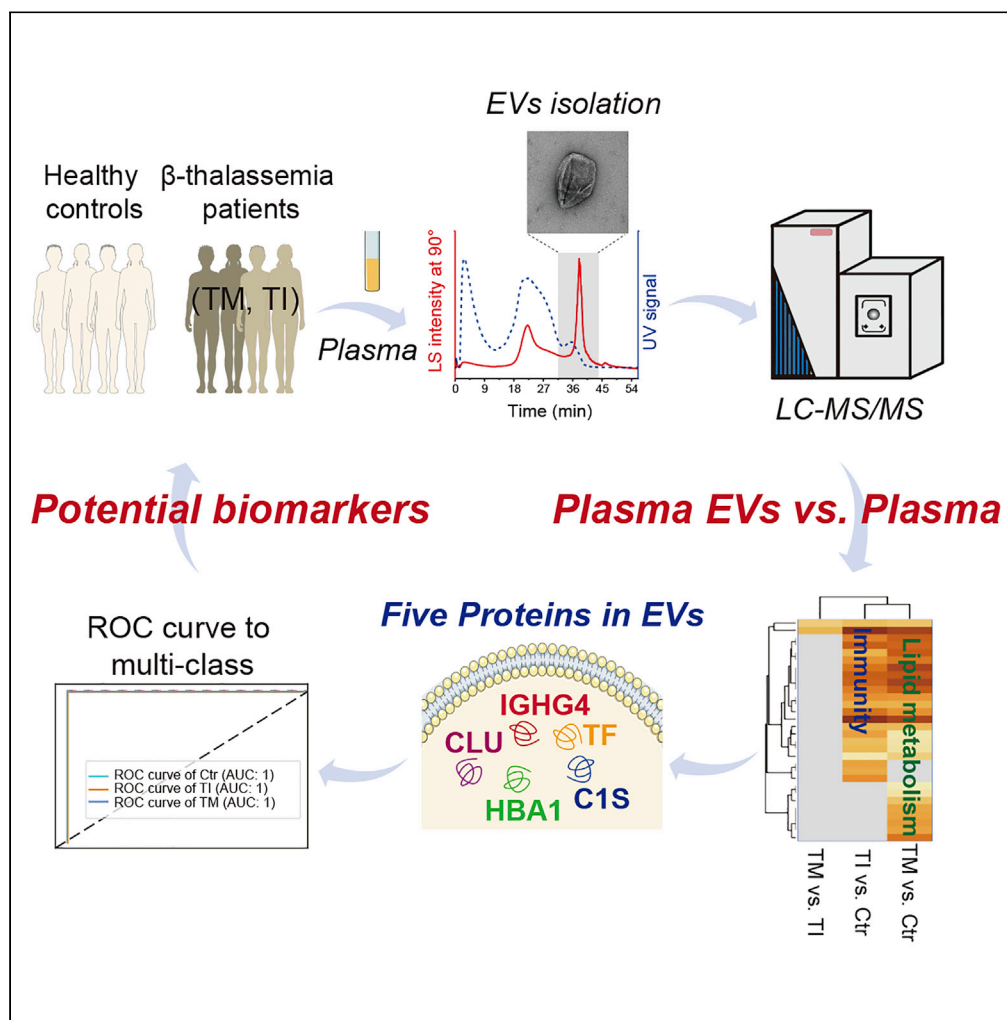 EVs isolation
Healthy
controls
β-thalassemia
patients
(TM, TI)
Plasma
LS intensity at 90°
UV signal
0 9 18 27 36 45 54
Time (min)
LC-MS/MS
Potential biomarkers
Plasma EVs vs. Plasma
ROC curve to
multi-class
ROC curve of Ctr (AUC: 1)
ROC curve of TI (AUC: 1)
ROC curve of TM (AUC: 1)
Five Proteins in EVs
IGHG4
CLU
TF
HBA1
C1S
Immunity
Lipid metabolism
TM vs. TI
TI vs. Ctr
TM vs. Ctr